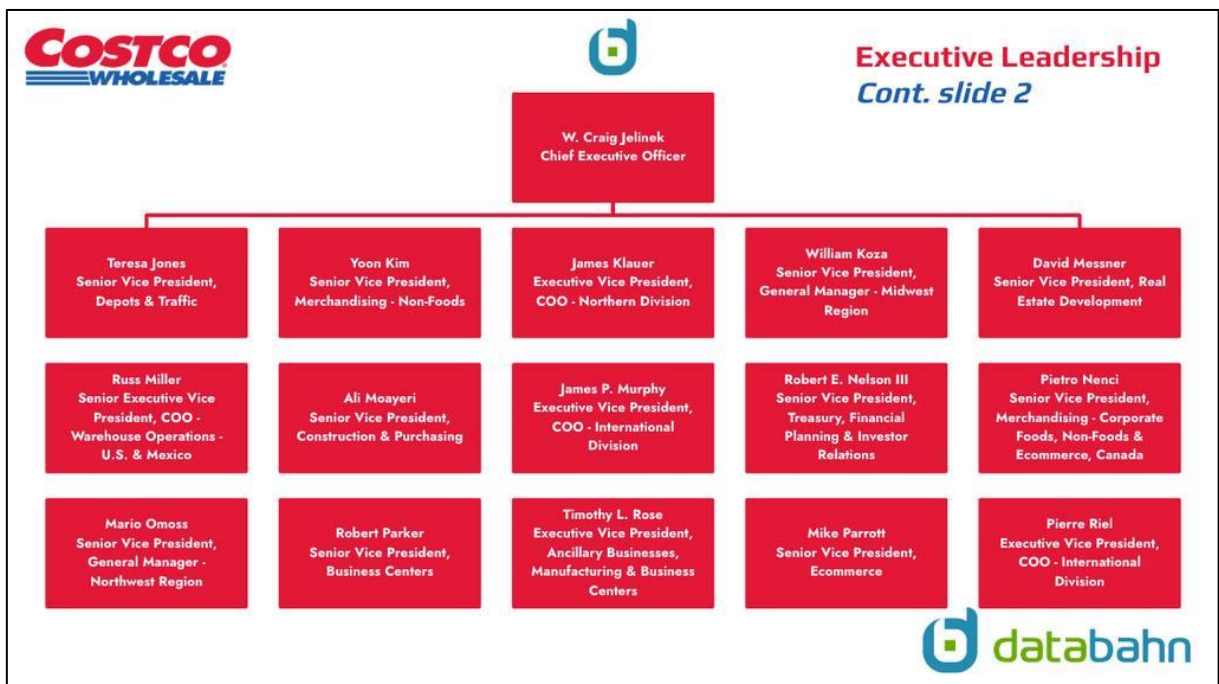 COSTCO
WHOLESALE
Executive Leadership
Cont. slide 2
W. Craig Jelinek
Chief Executive Officer
Teresa Jones
Senior Vice President,
Depots & Traffic
Yoon Kim
Senior Vice President,
Merchandising - Non-Foods
James Klauer
Executive Vice President,
COO - Northern Division
William Koza
Senior Vice President,
General Manager - Midwest
Region
David Messner
Senior Vice President, Real
Estate Development
Russ Miller
Senior Executive Vice
President, COO -
Warehouse Operations -
U.S. & Mexico
Ali Moayeri
Senior Vice President,
Construction & Purchasing
James P. Murphy
Executive Vice President,
COO - International
Division
Robert E. Nelson III
Senior Vice President,
Treasury, Financial
Planning & Investor
Relations
Pietro Nenci
Senior Vice President,
Merchandising - Corporate
Foods, Non-Foods &
Ecommerce, Canada
Mario Omoss
Senior Vice President,
General Manager -
Northwest Region
Robert Parker
Senior Vice President,
Business Centers
Timothy L. Rose
Executive Vice President,
Ancillary Businesses,
Manufacturing & Business
Centers
Mike Parrott
Senior Vice President,
Ecommerce
Pierre Riel
Executive Vice President,
COO - International
Division
databahn